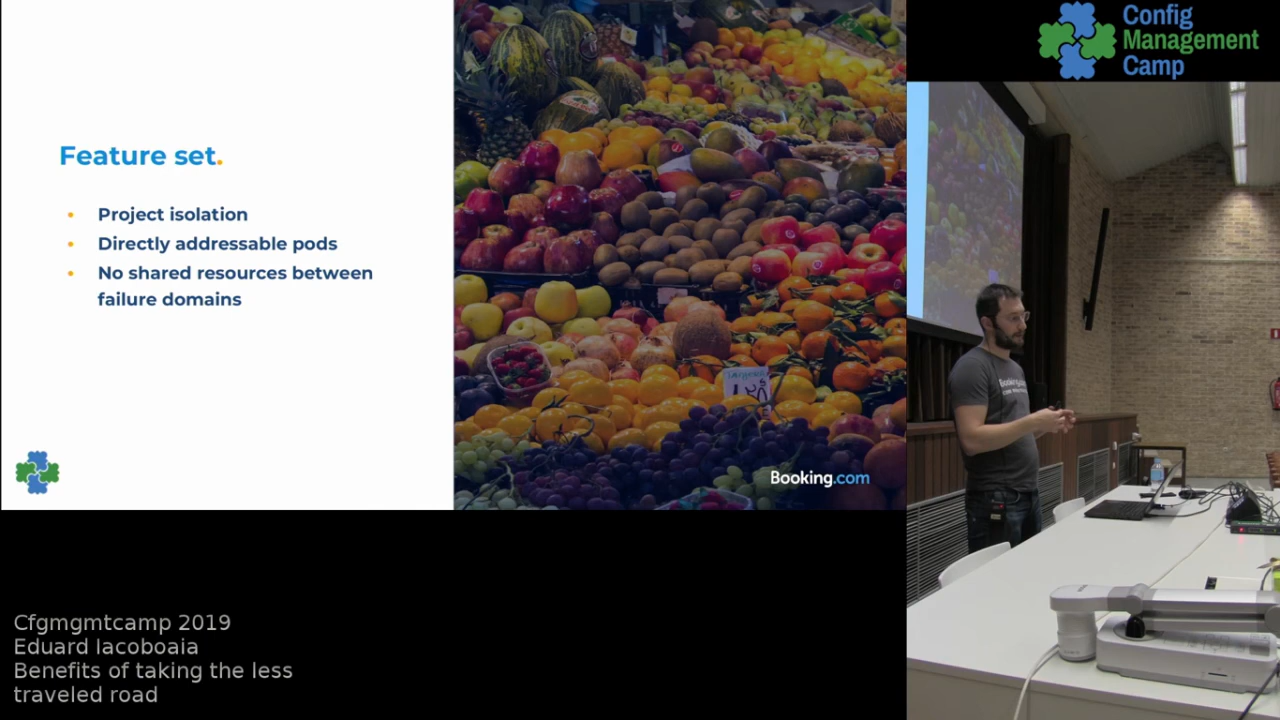 Feature set.
• Project isolation
• Directly addressable pods
• No shared resources between
failure domains
Booking.com
Config
Management
Camp
Cfgmgmtcamp 2019
Eduard Iacoboaia
Benefits of taking the less
traveled road